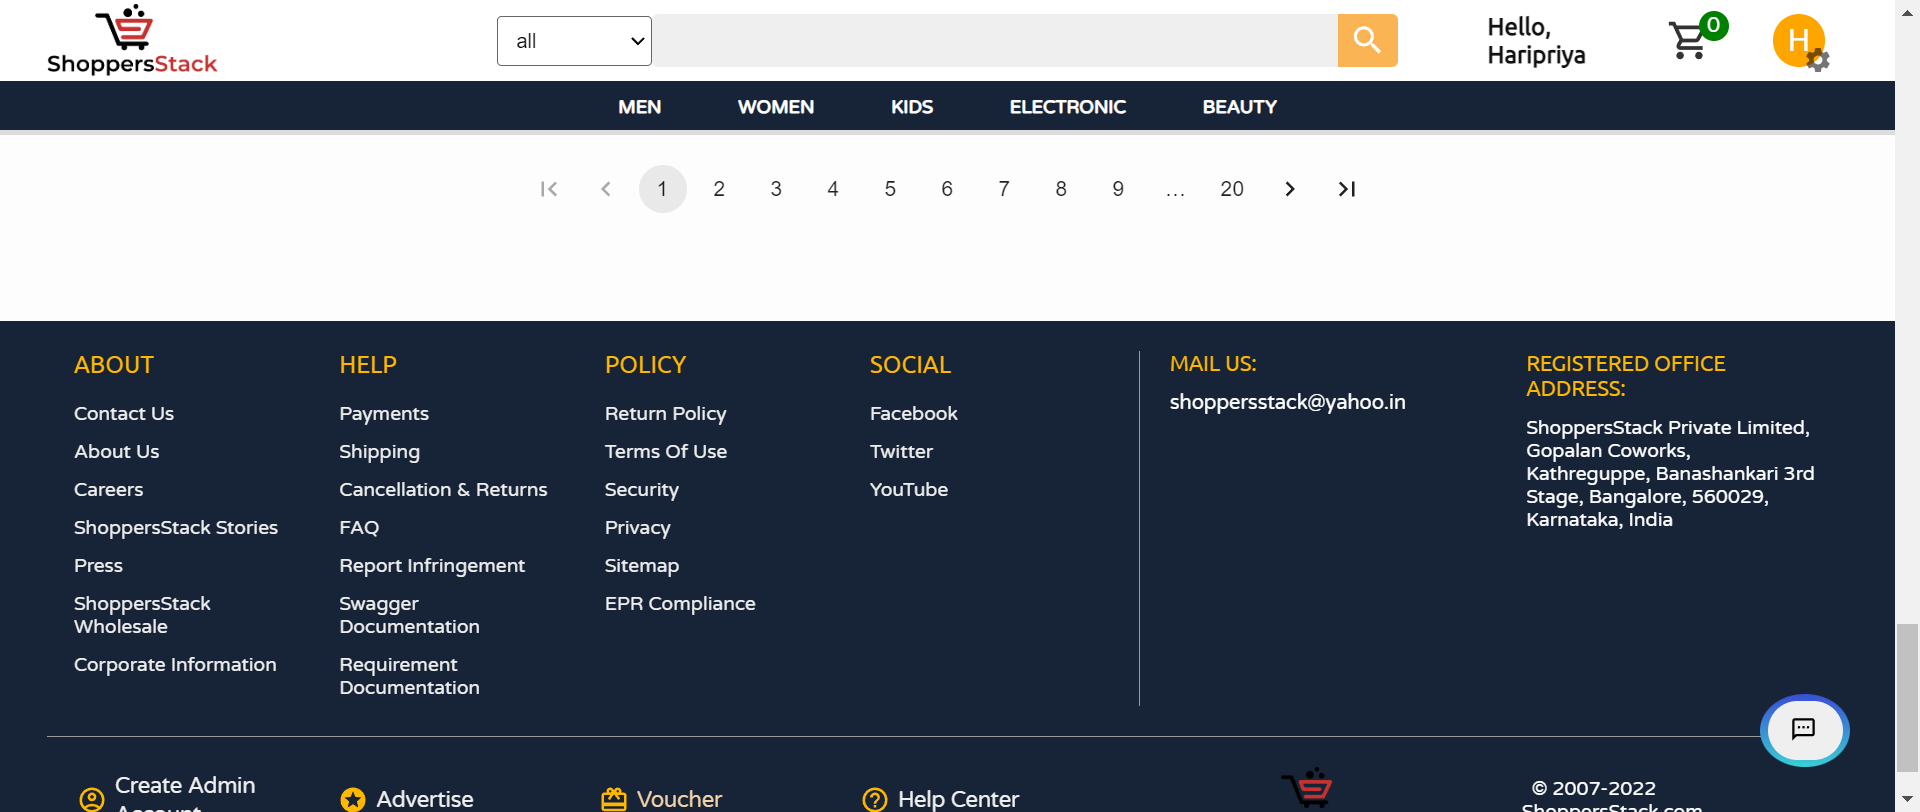 ShoppersStack
all
Hello,
Haripriya
0
H
MEN WOMEN KIDS ELECTRONIC BEAUTY
1 2 3 4 5 6 7 8 9 ... 20
ABOUT
Contact Us
About Us
Careers
ShoppersStack Stories
Press
ShoppersStack
Wholesale
Corporate Information
HELP
Payments
Shipping
Cancellation & Returns
FAQ
Report Infringement
Swagger
Documentation
Requirement
Documentation
POLICY
Return Policy
Terms Of Use
Security
Privacy
Sitemap
EPR Compliance
SOCIAL
Facebook
Twitter
YouTube
MAIL US:
shoppersstack@yahoo.in
REGISTERED OFFICE
ADDRESS:
ShoppersStack Private Limited,
Gopalan Coworks,
Kathreguppe, Banashankari 3rd
Stage, Bangalore, 560029,
Karnataka, India
Create Admin
Account
Advertise
Voucher
Help Center
© 2007-2022
ShoppersStack.com